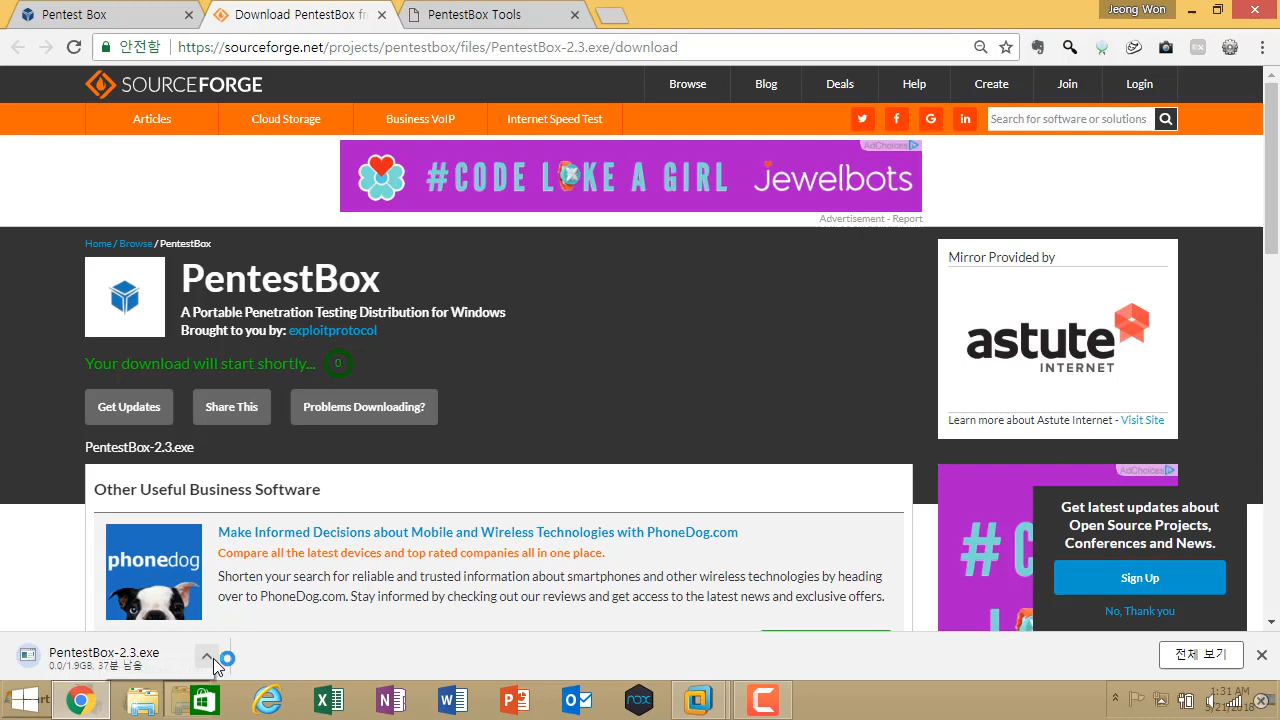 Pest Box
Download PentestBox fr
PentestBox Tools
Jeong Won
안전함
https://sourceforge.net/projects/pentestbox/files/PentestBox-2.3.exe/download
SOURCEFORGE
Browse
Blog
Deals
Help
Create
Join
Login
Articles
Cloud Storage
Business VoIP
Internet Speed Test
Search for software or solutions
AdChoices
#CODE LIKE A GIRL
Jewelbots
Advertisement - Report
Home / Browse / PentestBox
PentestBox
A Portable Penetration Testing Distribution for Windows
Brought to you by: exploitprotocol
Your download will start shortly... 0
Get Updates
Share This
Problems Downloading?
PentestBox-2.3.exe
Mirror Provided by
astute
INTERNET
Learn more about Astute Internet - Visit Site
Other Useful Business Software
phonedog
Make Informed Decisions about Mobile and Wireless Technologies with PhoneDog.com
Compare all the latest devices and top rated companies all in one place.
Shorten your search for reliable and trusted information about smartphones and other wireless technologies by heading
over to PhoneDog.com. Stay informed by checking out our reviews and get access to the latest news and exclusive offers.
AdChoices
# C
Get latest updates about
Open Source Projects,
Conferences and News.
Sign Up
No, Thank you
PentestBox-2.3.exe
0.0/1.9GB, 37분 남음
전체 보기
nox
1:31 AM
5/21/2018